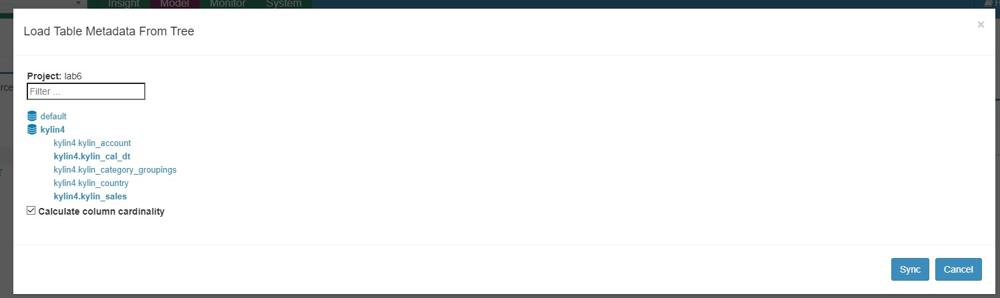 Insight Model Monitor System
Load Table Metadata From Tree
×
Project: lab6
Filter ...
default
kylin4
kylin4.kylin_account
kylin4.kylin_cal_dt
kylin4.kylin_category_groupings
kylin4.kylin_country
kylin4.kylin_sales
Calculate column cardinality
Sync Cancel